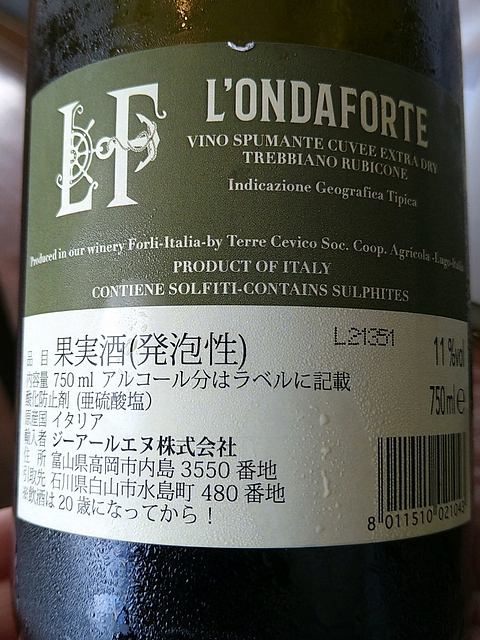 LF
L'ONDAFORTE
VINO SPUMANTE CUVEE EXTRA DRY
TREBBIANO RUBICONE
Indicazione Geografica Tipica
Produced in our winery Forli-Italia-by Terre Cevico Soc. Coop. Agricola -Lugo-Italia
PRODUCT OF ITALY
CONTIENE SOLFITI-CONTAINS SULPHITES
L21351
11 %vol
750 ml e
品 目 果実酒(発泡性)
内容量 750 ml アルコール分はラベルに記載
酸化防止剤 (亜硫酸塩)
原産国 イタリア
輸入者 ジーアールエヌ株式会社
住 所 富山県高岡市内島 3550 番地
引取先 石川県白山市水島町 480 番地
飲酒は 20 歳になってから！
8 011510 02104